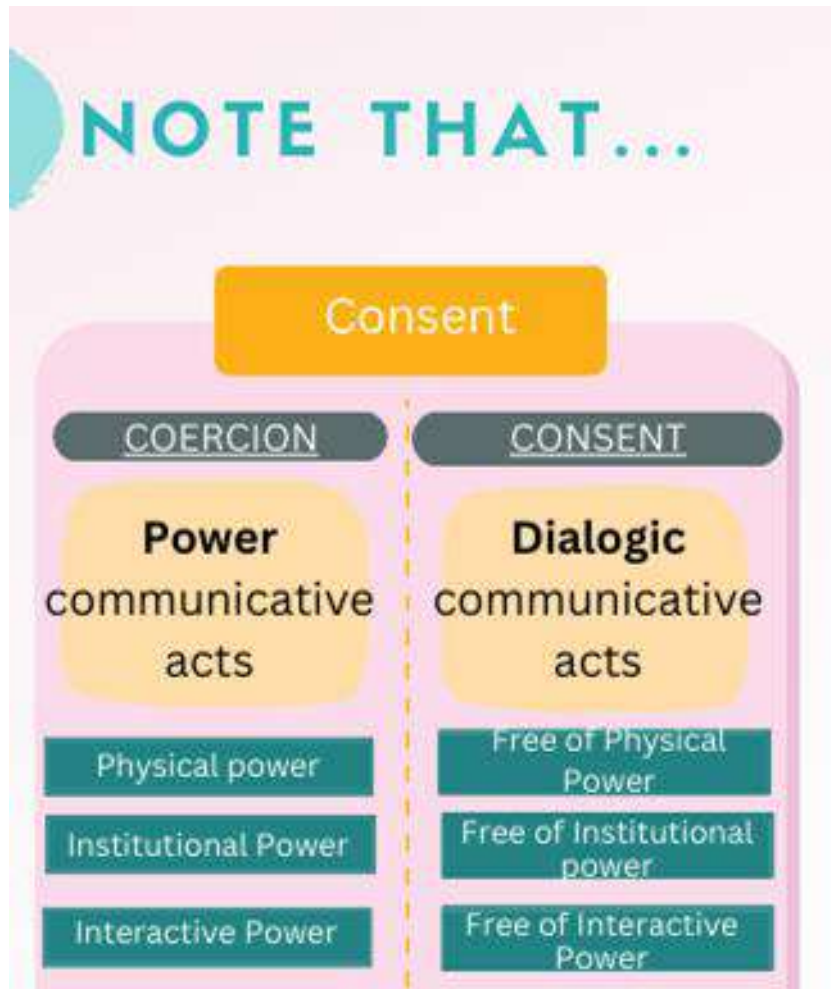 NOTE THAT...
Consent
COERCION
Power
communicative
acts
Physical power
Institutional Power
Interactive Power
CONSENT
Dialogic
communicative
acts
Free of Physical
Power
Free of Institutional
power
Free of Interactive
Power